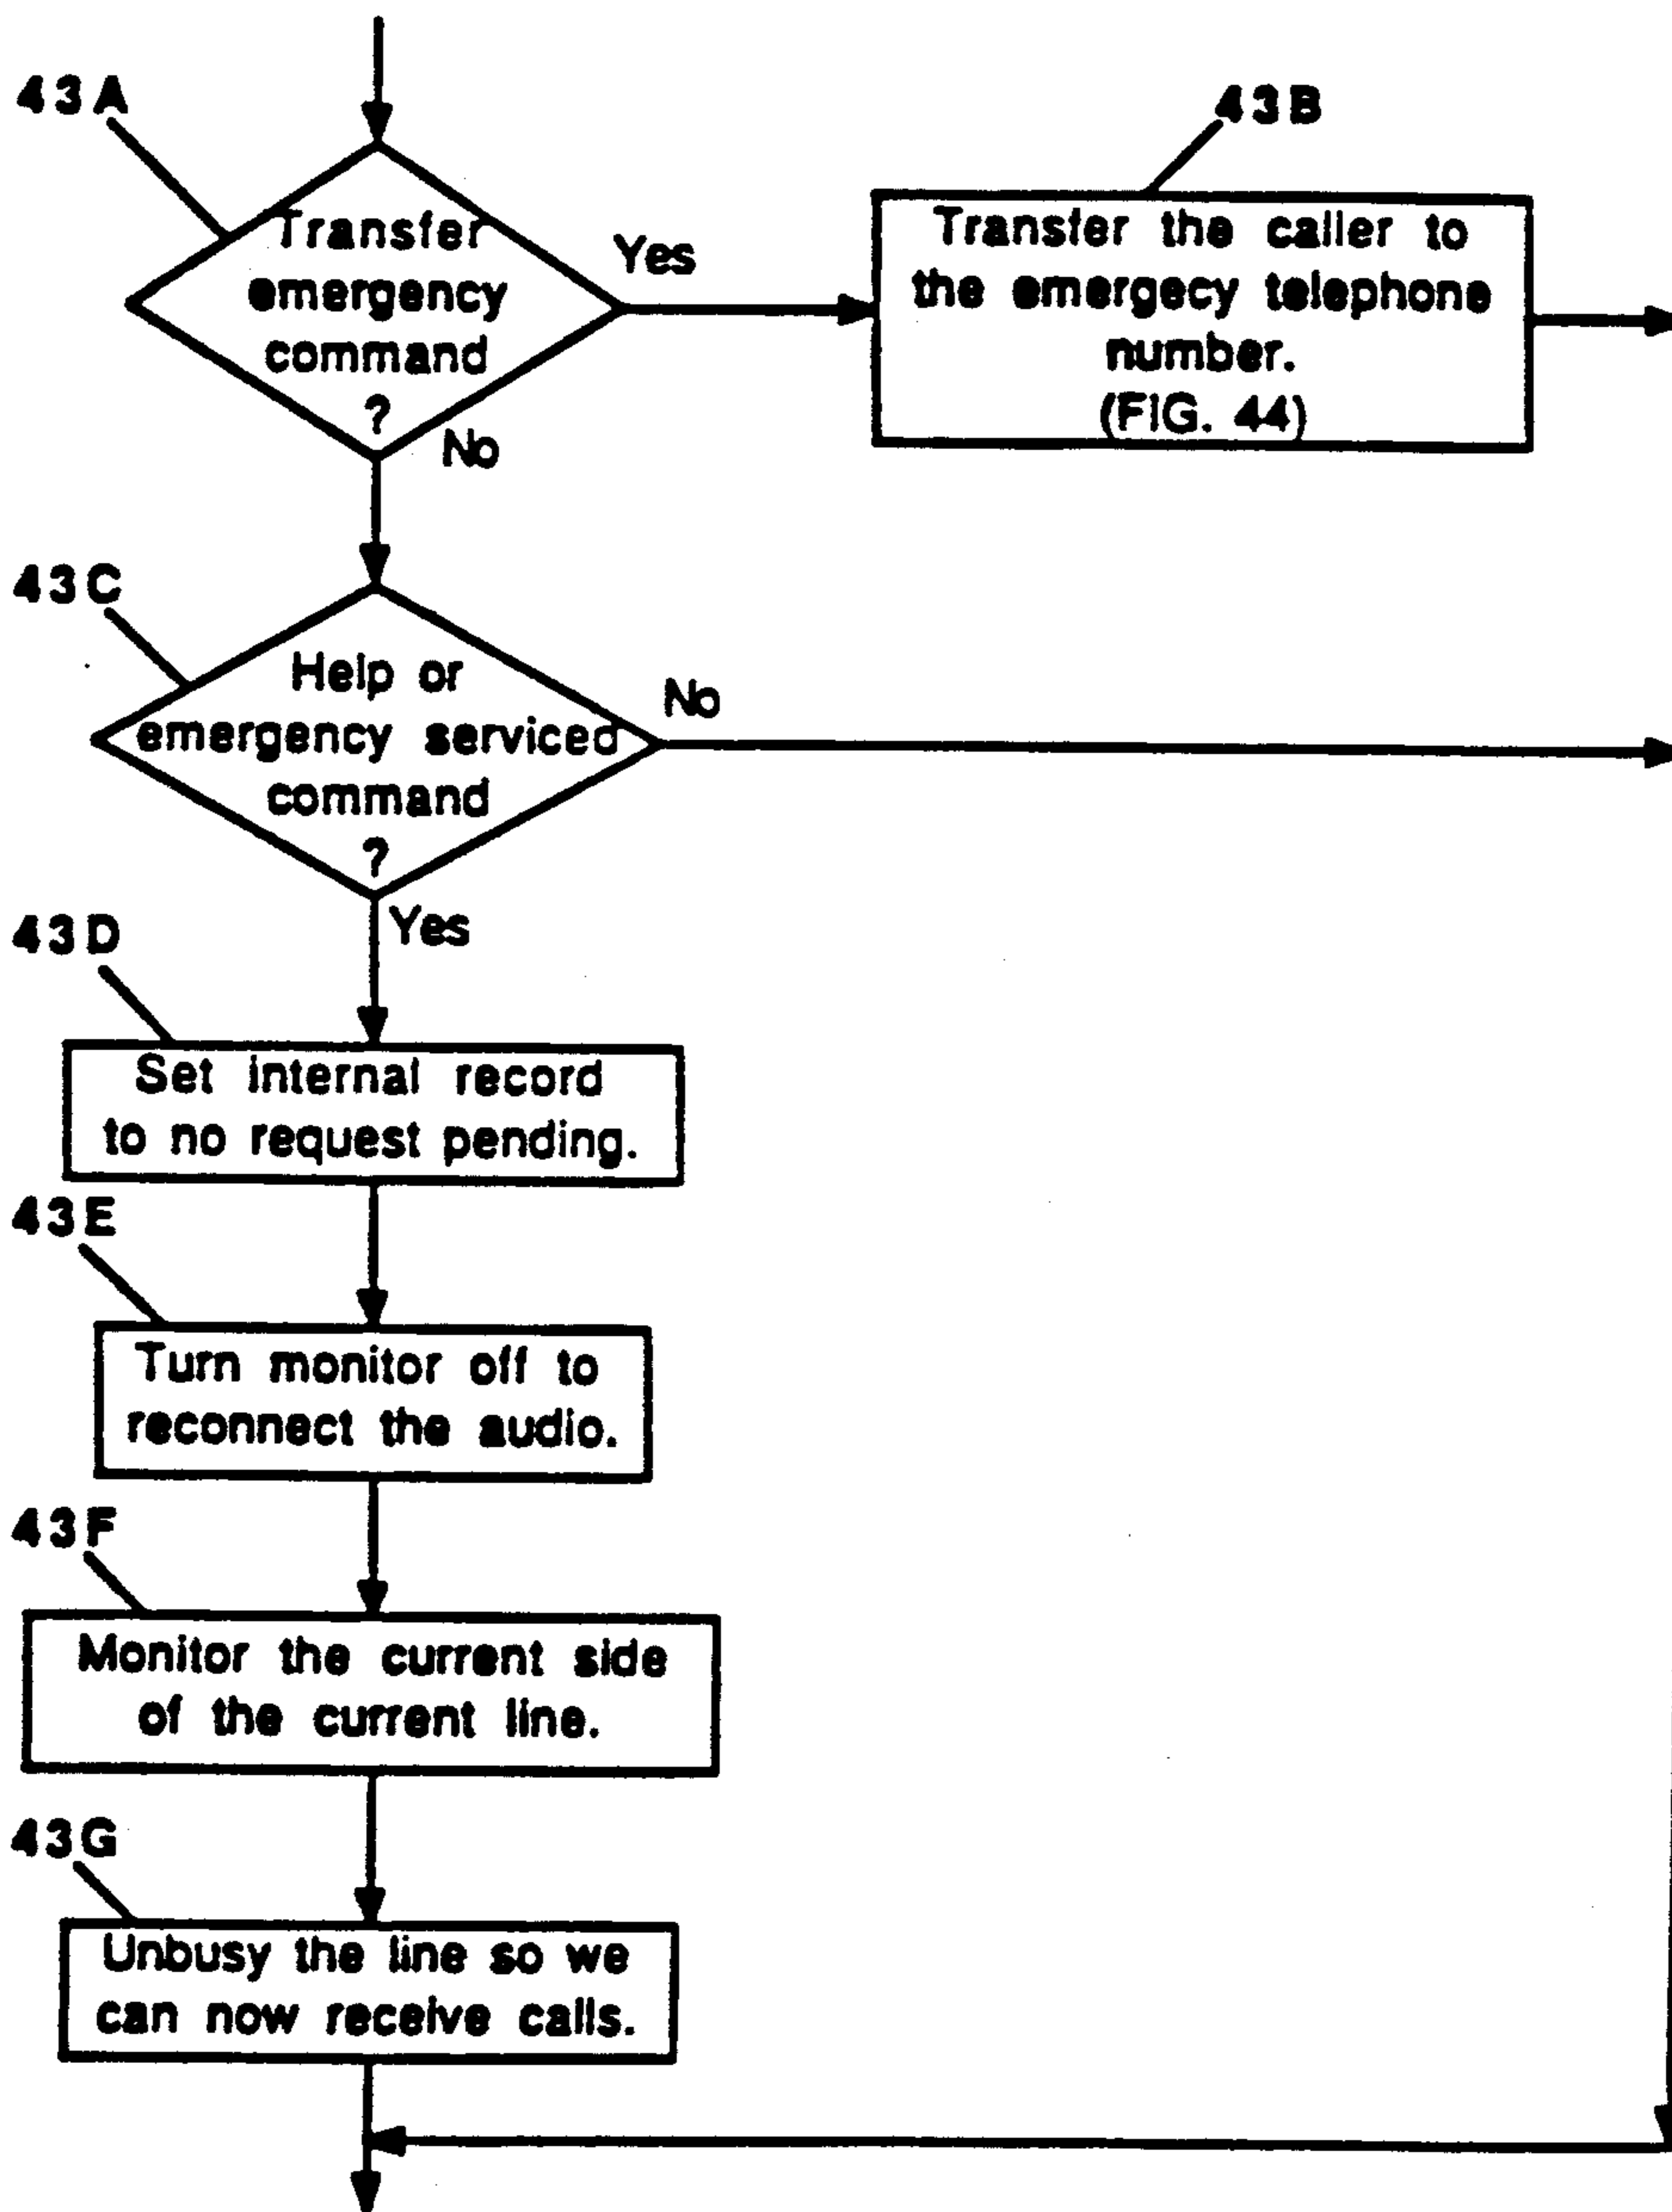 43A
Transfer
emergency
command
?
Yes
No
43B
Transfer the caller to
the emergecy telephone
number.
(FIG. 44)
43C
Help or
emergency serviced
command
?
No
Yes
43D
Set internal record
to no request pending.
43E
Turn monitor off to
reconnect the audio.
43F
Monitor the current side
of the current line.
43G
Unbusy the line so we
can now receive calls.